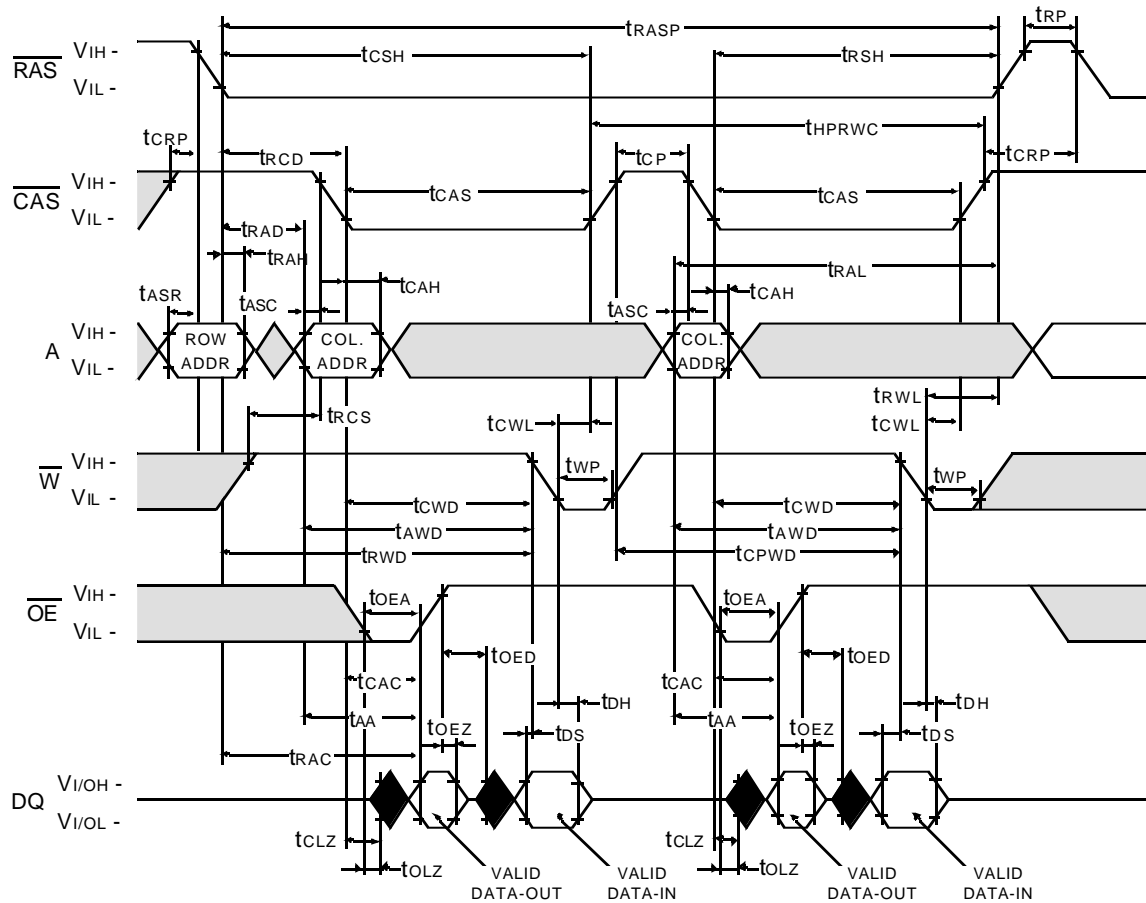 tRASP
tRP
tCSH
tRSH
RAS
VIH -
VIL -
tHPRWC
tCRP
tRCD
tCP
tCRP
CAS
VIH -
VIL -
tCAS
tCAS
tRAD
tRAH
tRAL
tCAH
tCAH
tASR
tASC
tASC
A
VIH -
VIL -
ROW
ADDR
COL.
ADDR
COL.
ADDR
tRWL
tRCS
tCWL
tCWL
W
VIH -
VIL -
tWP
tWP
tCWD
tCWD
tAWD
tAWD
tRWD
tCPWD
OE
VIH -
VIL -
tOEA
tOEA
tOED
tOED
tCAC
tCAC
tDH
tDH
tAA
tAA
tOEZ
tOEZ
tDS
tDS
tRAC
DQ
VI/OH -
VI/OL -
tCLZ
tCLZ
tOLZ
tOLZ
VALID
DATA-OUT
VALID
DATA-IN
VALID
DATA-OUT
VALID
DATA-IN